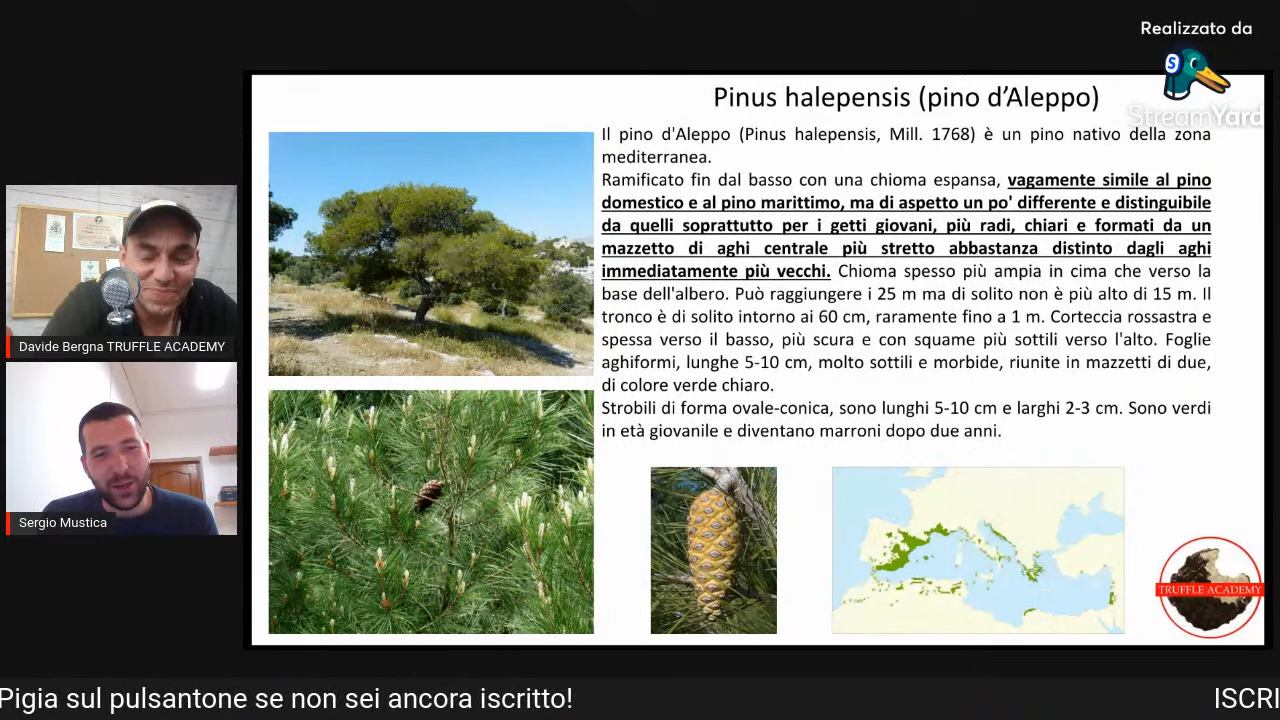 Realizzato da
StreamYard
Pinus halepensis (pino d’Aleppo)
Il pino d'Aleppo (Pinus halepensis, Mill. 1768) è un pino nativo della zona
mediterranea.
Ramificato fin dal basso con una chioma espansa, vagamente simile al pino
domestico e al pino marittimo, ma di aspetto un po' differente e distinguibile
da quelli soprattutto per i getti giovani, più radi, chiari e formati da un
mazzetto di aghi centrale più stretto abbastanza distinto dagli aghi
immediatamente più vecchi. Chioma spesso più ampia in cima che verso la
base dell'albero. Può raggiungere i 25 m ma di solito non è più alto di 15 m. Il
tronco è di solito intorno ai 60 cm, raramente fino a 1 m. Corteccia rossastra e
spessa verso il basso, più scura e con squame più sottili verso l'alto. Foglie
aghiformi, lunghe 5-10 cm, molto sottili e morbide, riunite in mazzetti di due,
di colore verde chiaro.
Strobili di forma ovale-conica, sono lunghi 5-10 cm e larghi 2-3 cm. Sono verdi
in età giovanile e diventano marroni dopo due anni.
Davide Bergna TRUFFLE ACADEMY
Sergio Mustica
TRUFFLE ACADEMY
Pigia sul pulsantone se non sei ancora iscritto!
ISCRI